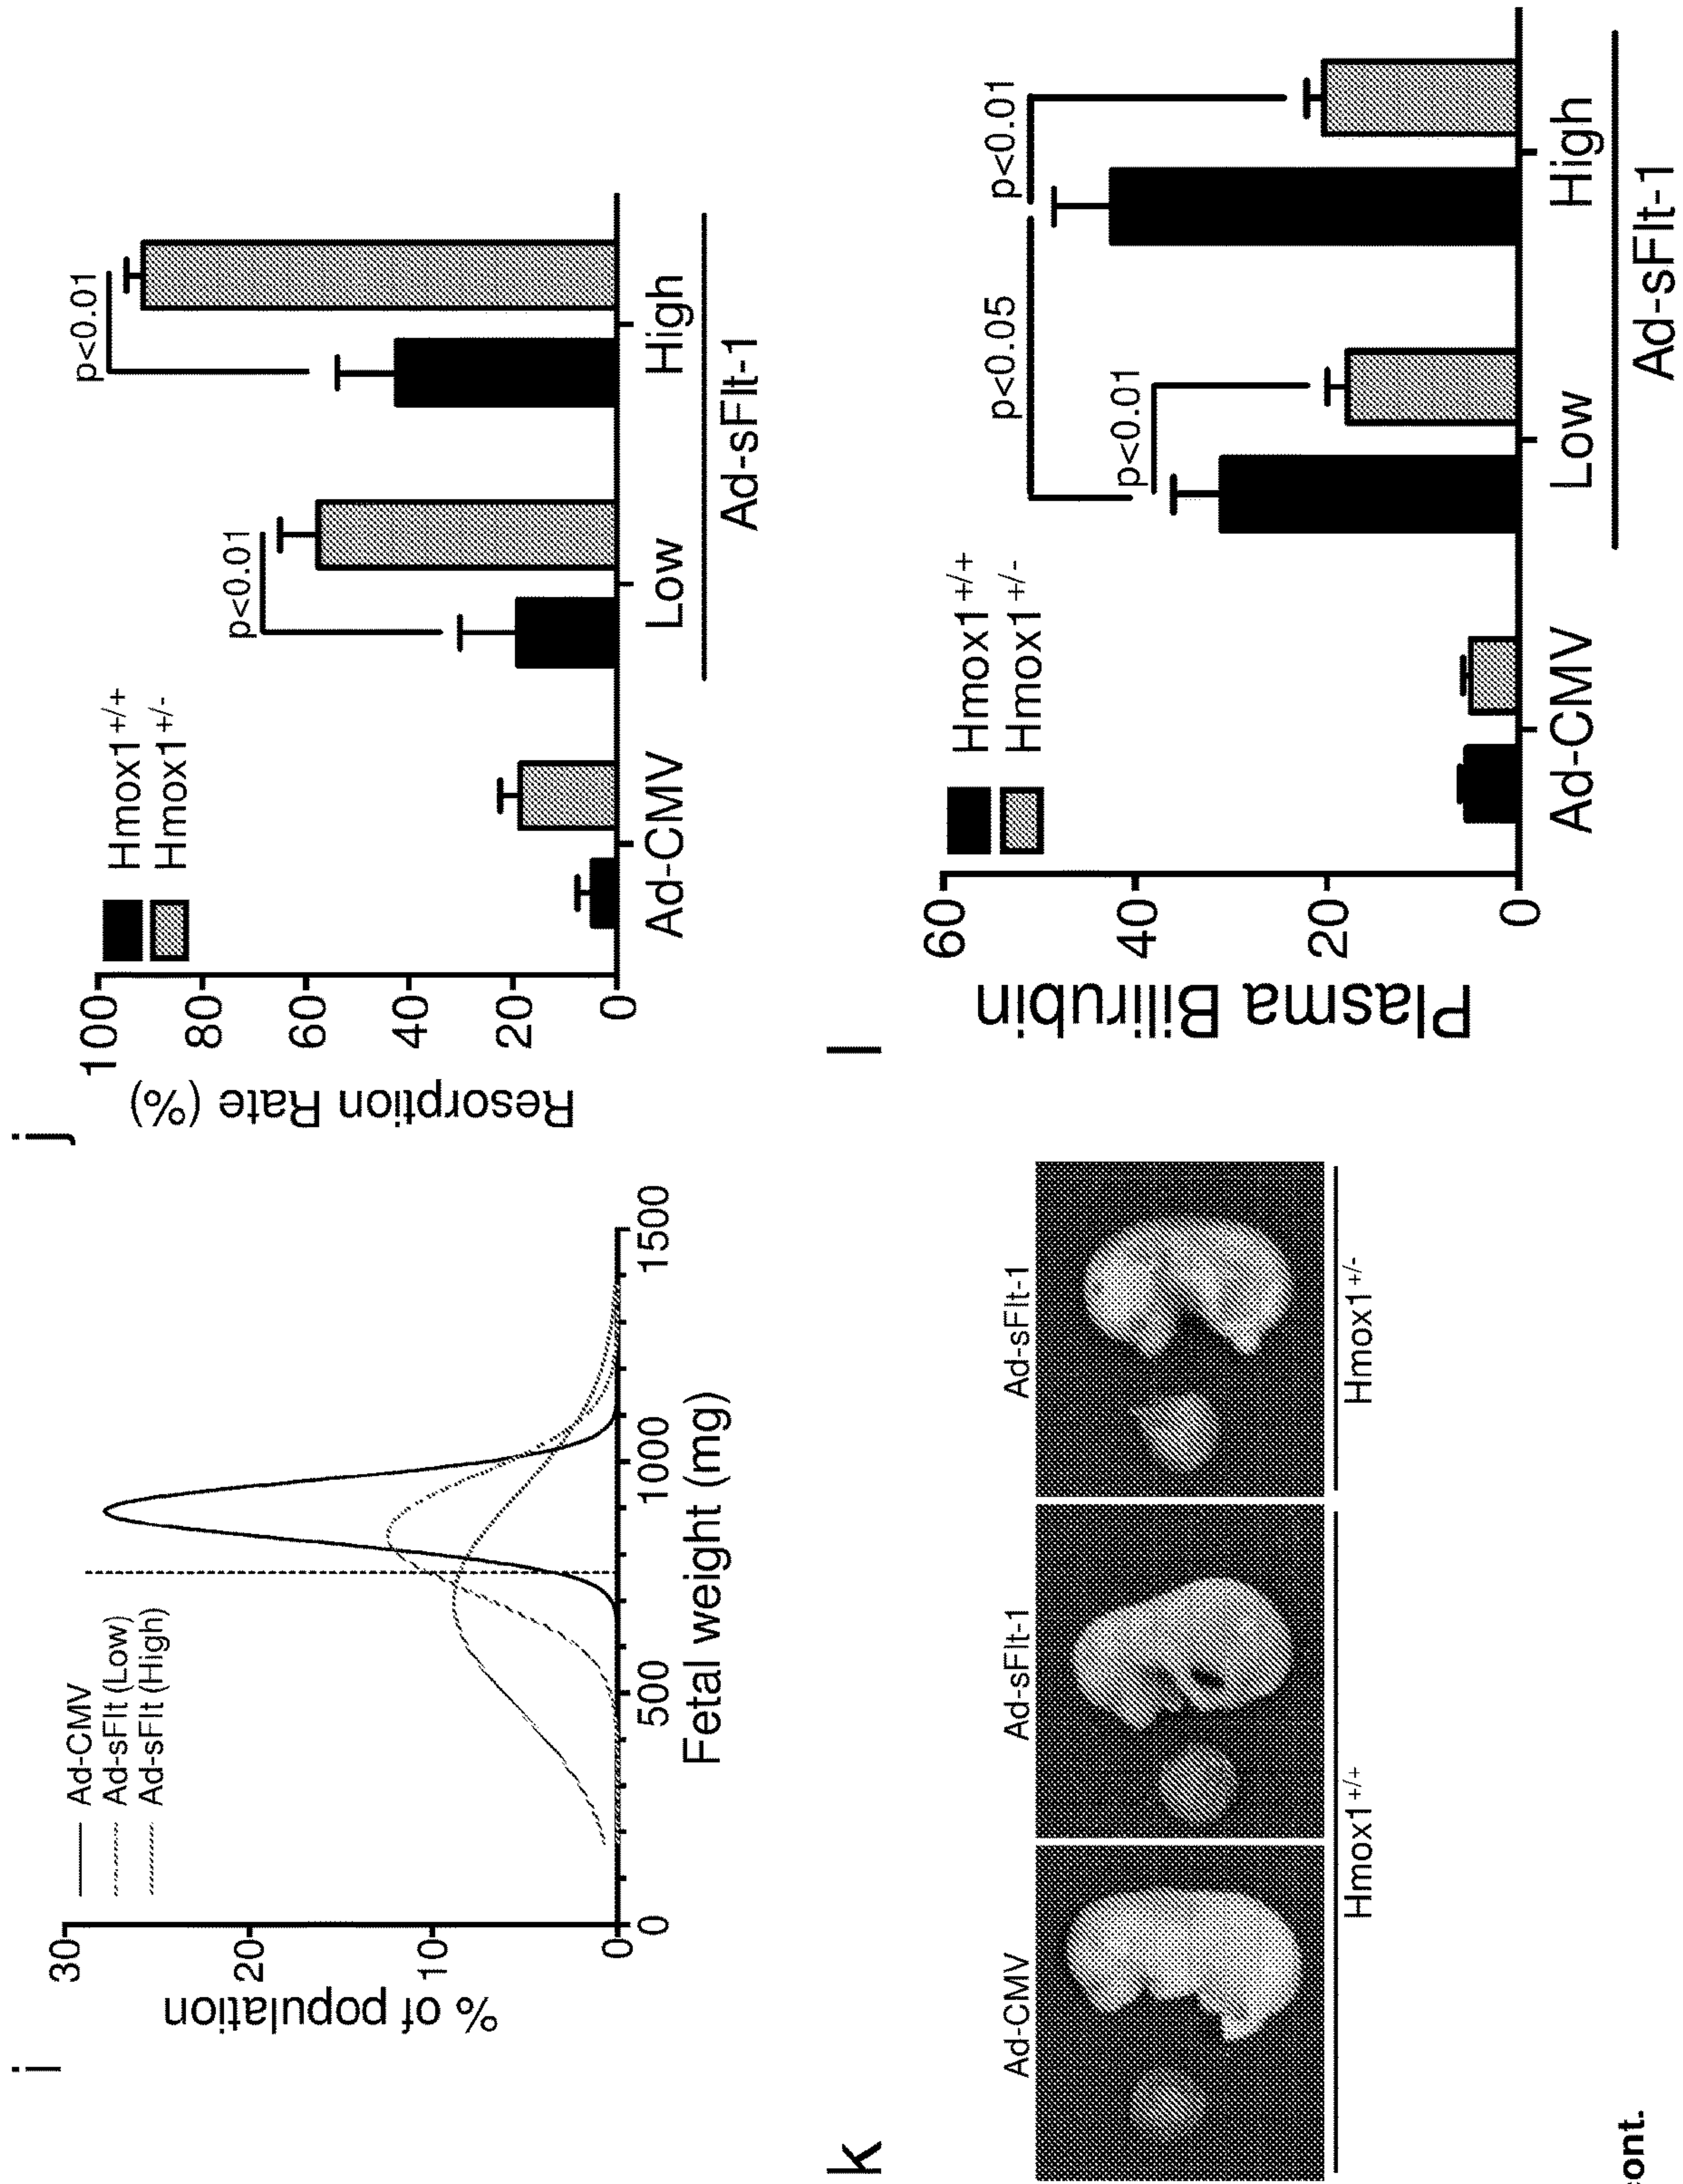 i
% of population
30
20
10
0
Ad-CMV
Ad-sFlt (Low)
Ad-sFlt (High)
0
500
1000
1500
Fetal weight (mg)
j
Resorption Rate (%)
100
80
60
40
20
0
Hmox1+/+
Hmox1+/-
p<0.01
p<0.01
Ad-CMV
Low
High
Ad-sFlt-1
k
Ad-CMV
Ad-sFlt-1
Ad-sFlt-1
Hmox1+/+
Hmox1+/-
l
Plasma Bilirubin
60
40
20
0
Hmox1+/+
Hmox1+/-
p<0.05
p<0.01
p<0.01
Ad-CMV
Low
High
Ad-sFlt-1
cont.